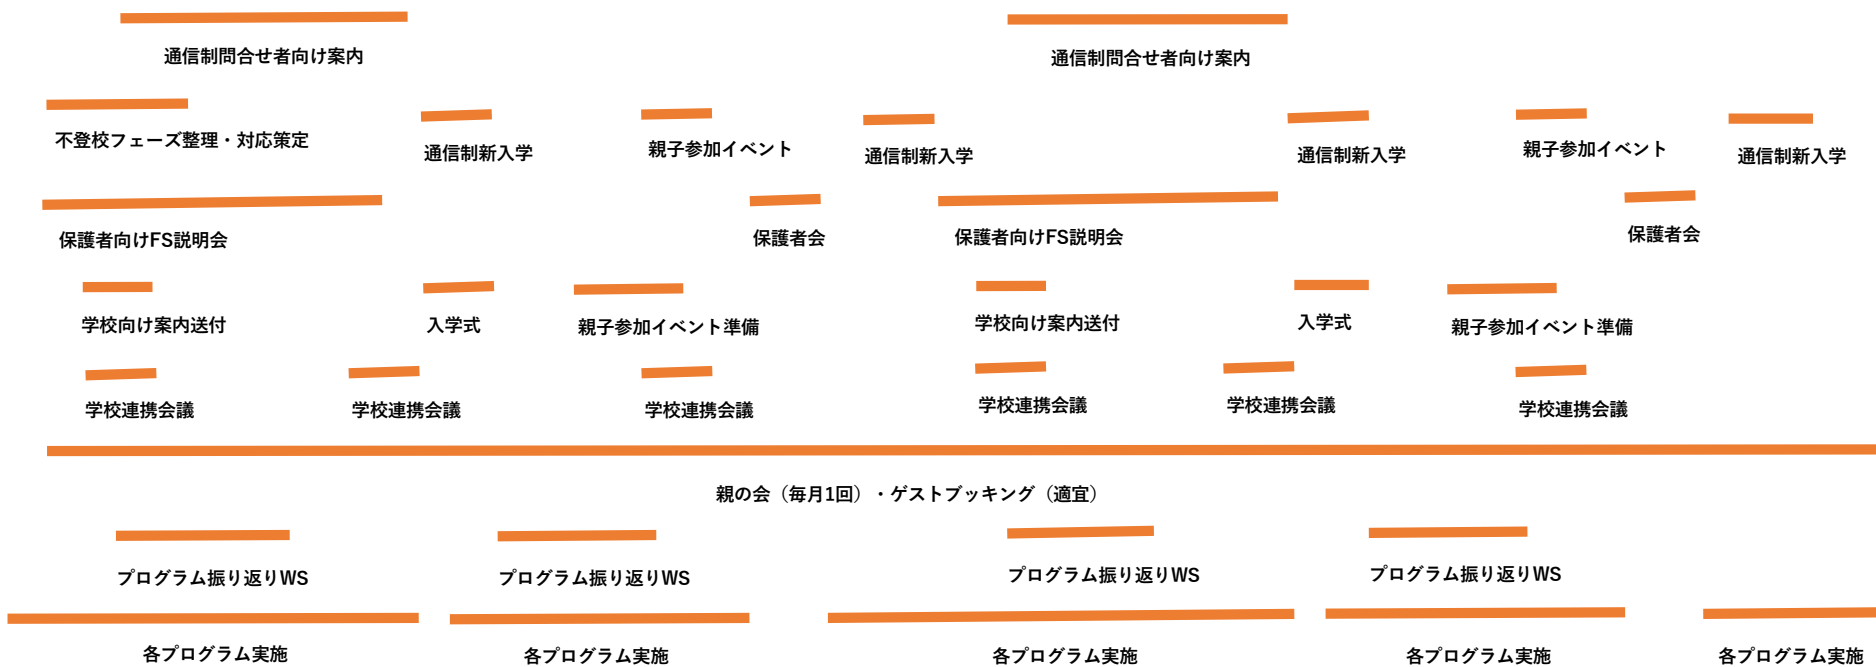 通信制問合せ者向け案内
通信制問合せ者向け案内
不登校フェーズ整理・対応策定
通信制新入学
親子参加イベント
通信制新入学
通信制新入学
親子参加イベント
通信制新入学
保護者向けFS説明会
保護者会
保護者向けFS説明会
保護者会
学校向け案内送付
入学式
親子参加イベント準備
学校向け案内送付
入学式
親子参加イベント準備
学校連携会議
学校連携会議
学校連携会議
学校連携会議
学校連携会議
学校連携会議
親の会（毎月1回）・ゲストブッキング（適宜）
プログラム振り返りWS
プログラム振り返りWS
プログラム振り返りWS
プログラム振り返りWS
各プログラム実施
各プログラム実施
各プログラム実施
各プログラム実施
各プログラム実施